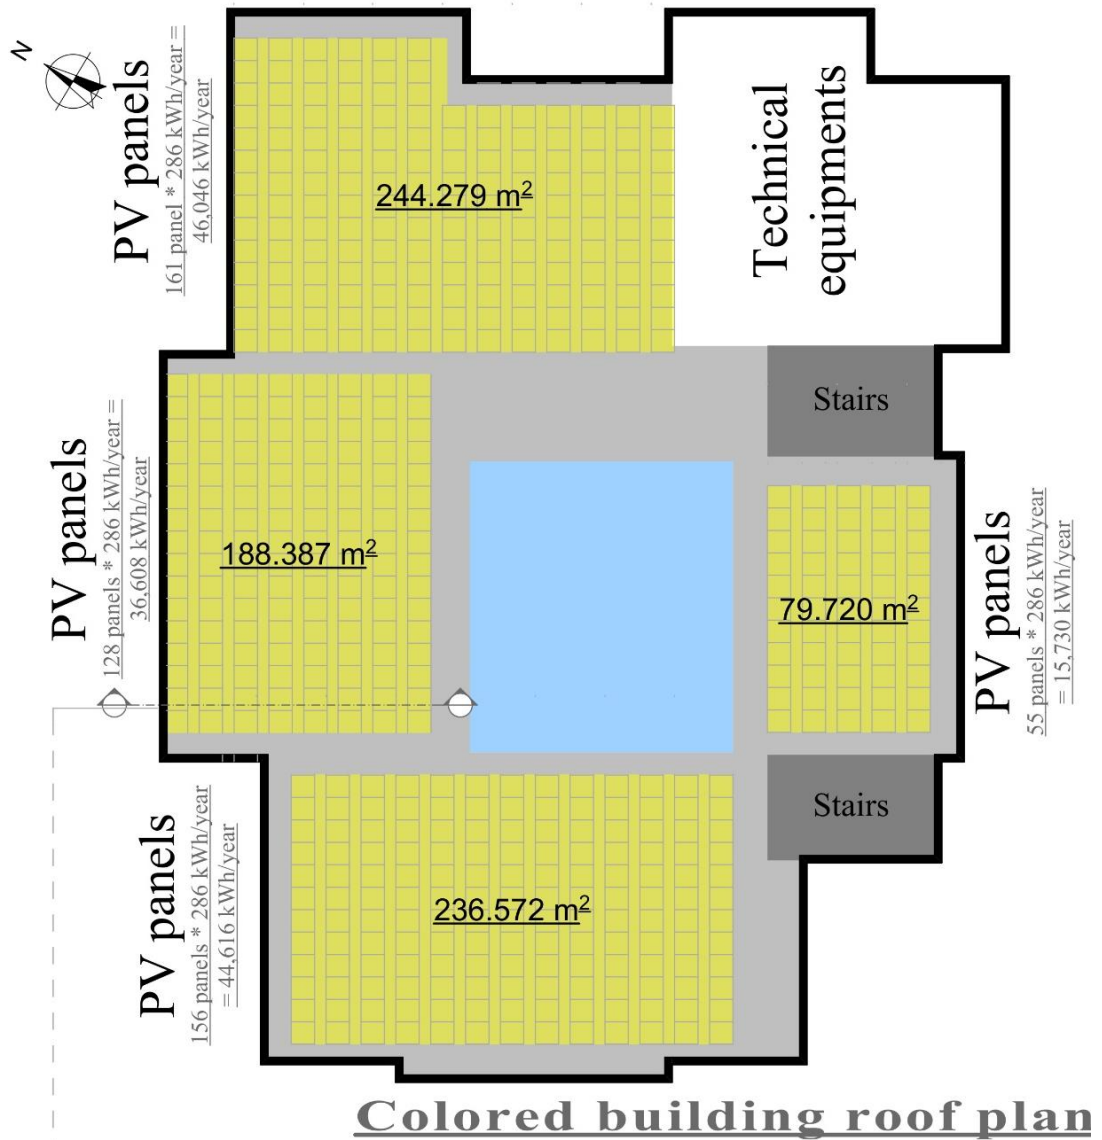 N
PV panels
161 panel * 286 kWh/year =
46,046 kWh/year
244.279 m²
Technical
equipments
Stairs
PV panels
128 panels * 286 kWh/year =
36,608 kWh/year
188.387 m²
79.720 m²
PV panels
55 panels * 286 kWh/year
= 15,730 kWh/year
Stairs
PV panels
156 panels * 286 kWh/year
= 44,616 kWh/year
236.572 m²
Colored building roof plan